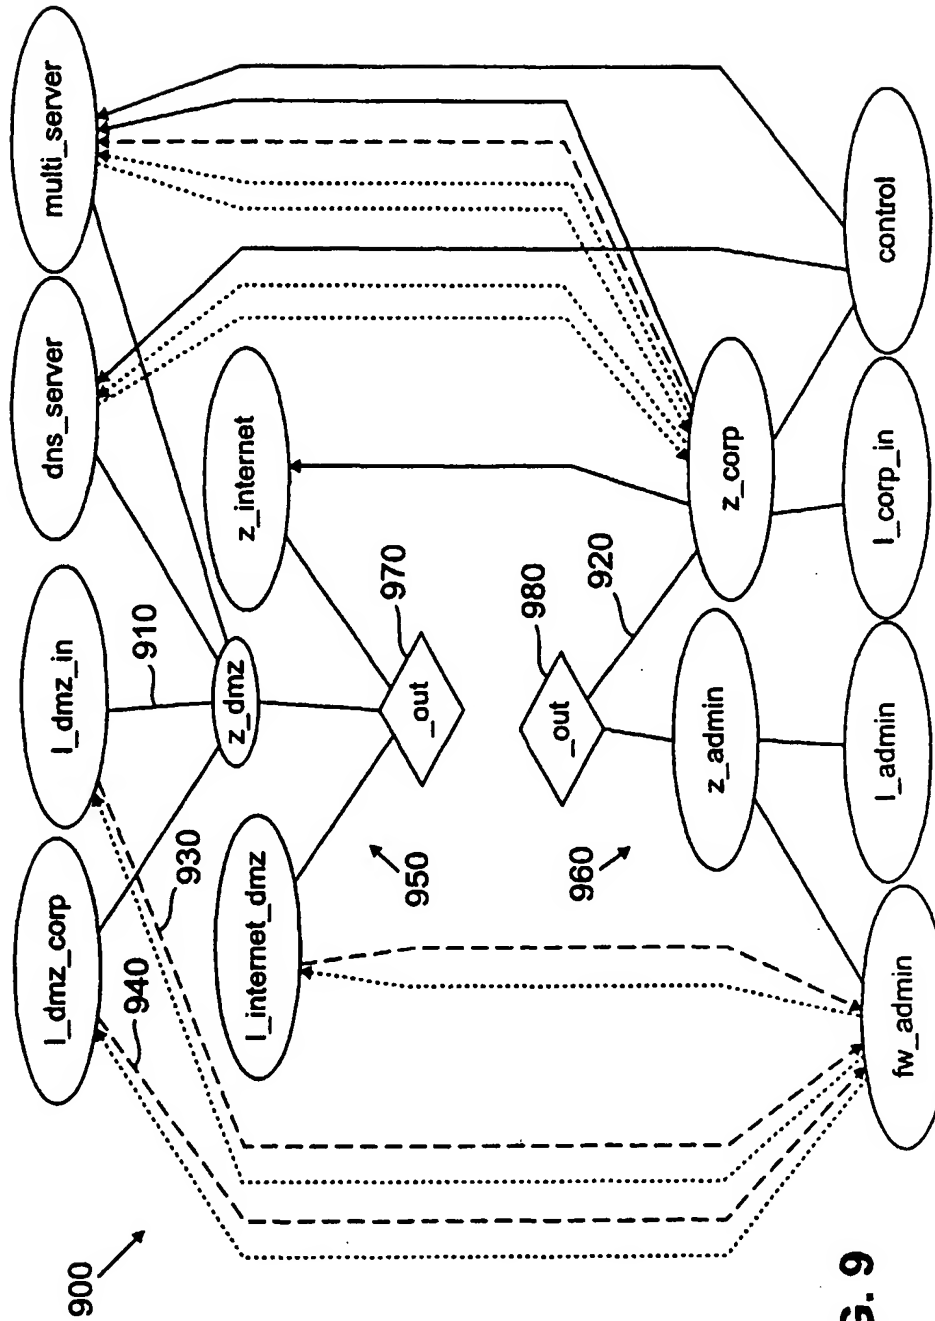 900
l_dmz_corp
l_dmz_in
dns_server
multi_server
940
930
910
l_internet_dmz
z_dmz
z_internet
950
_out
970
960
_out
980
920
z_admin
z_corp
fw_admin
l_admin
l_corp_in
control
G. 9